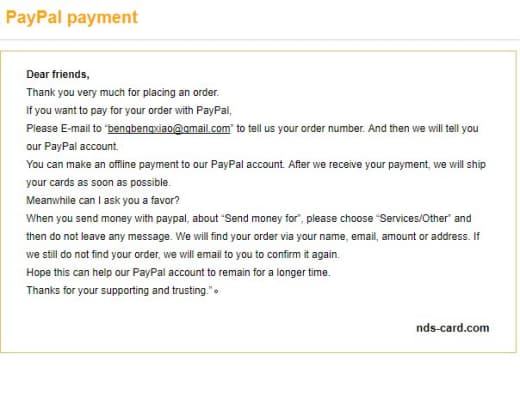 PayPal payment
Dear friends,
Thank you very much for placing an order.
If you want to pay for your order with PayPal,
Please E-mail to “bengbengxiao@gmail.com” to tell us your order number. And then we will tell you
our PayPal account.
You can make an offline payment to our PayPal account. After we receive your payment, we will ship
your cards as soon as possible.
Meanwhile can I ask you a favor?
When you send money with paypal, about “Send money for”, please choose “Services/Other” and
then do not leave any message. We will find your order via your name, email, amount or address. If
we still do not find your order, we will email to you to confirm it again.
Hope this can help our PayPal account to remain for a longer time.
Thanks for your supporting and trusting.”。
nds-card.com